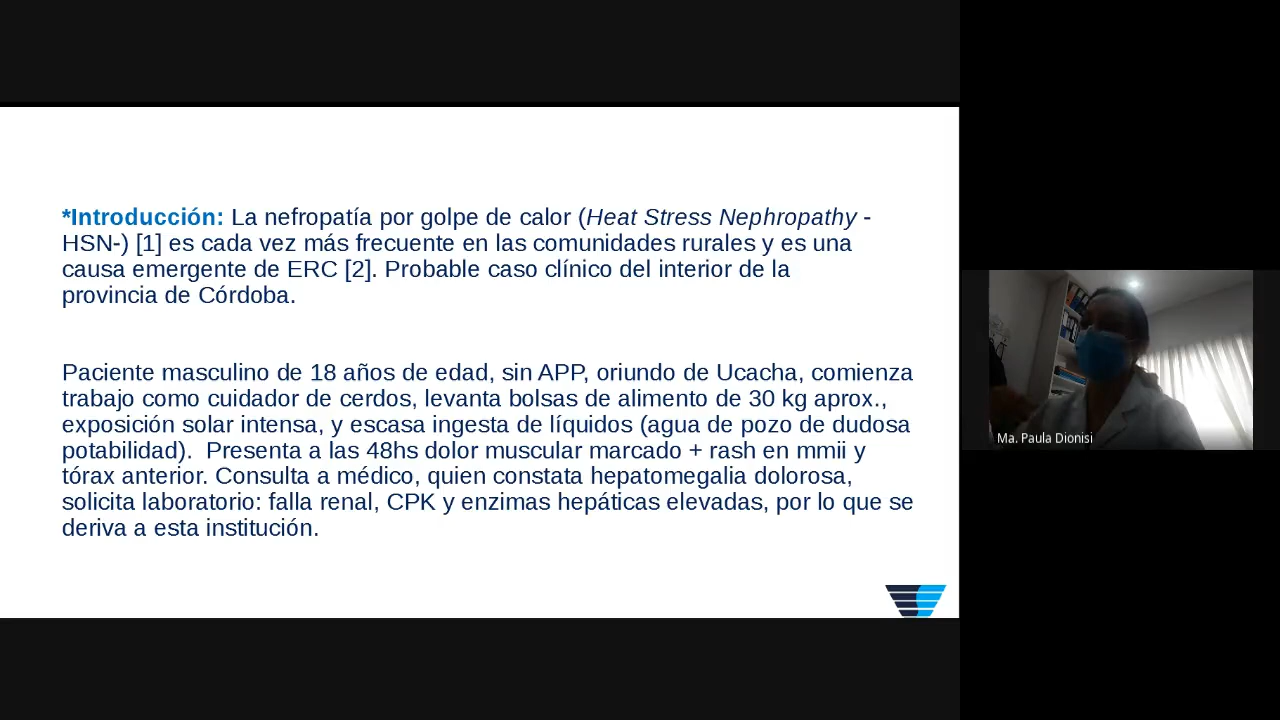 *Introducción: La nefropatía por golpe de calor (Heat Stress Nephropathy -
HSN-) [1] es cada vez más frecuente en las comunidades rurales y es una
causa emergente de ERC [2]. Probable caso clínico del interior de la
provincia de Córdoba.
Paciente masculino de 18 años de edad, sin APP, oriundo de Ucacha, comienza
trabajo como cuidador de cerdos, levanta bolsas de alimento de 30 kg aprox.,
exposición solar intensa, y escasa ingesta de líquidos (agua de pozo de dudosa
potabilidad).  Presenta a las 48hs dolor muscular marcado + rash en mmii y
tórax anterior. Consulta a médico, quien constata hepatomegalia dolorosa,
solicita laboratorio: falla renal, CPK y enzimas hepáticas elevadas, por lo que se
deriva a esta institución.
Ma. Paula Dionisi